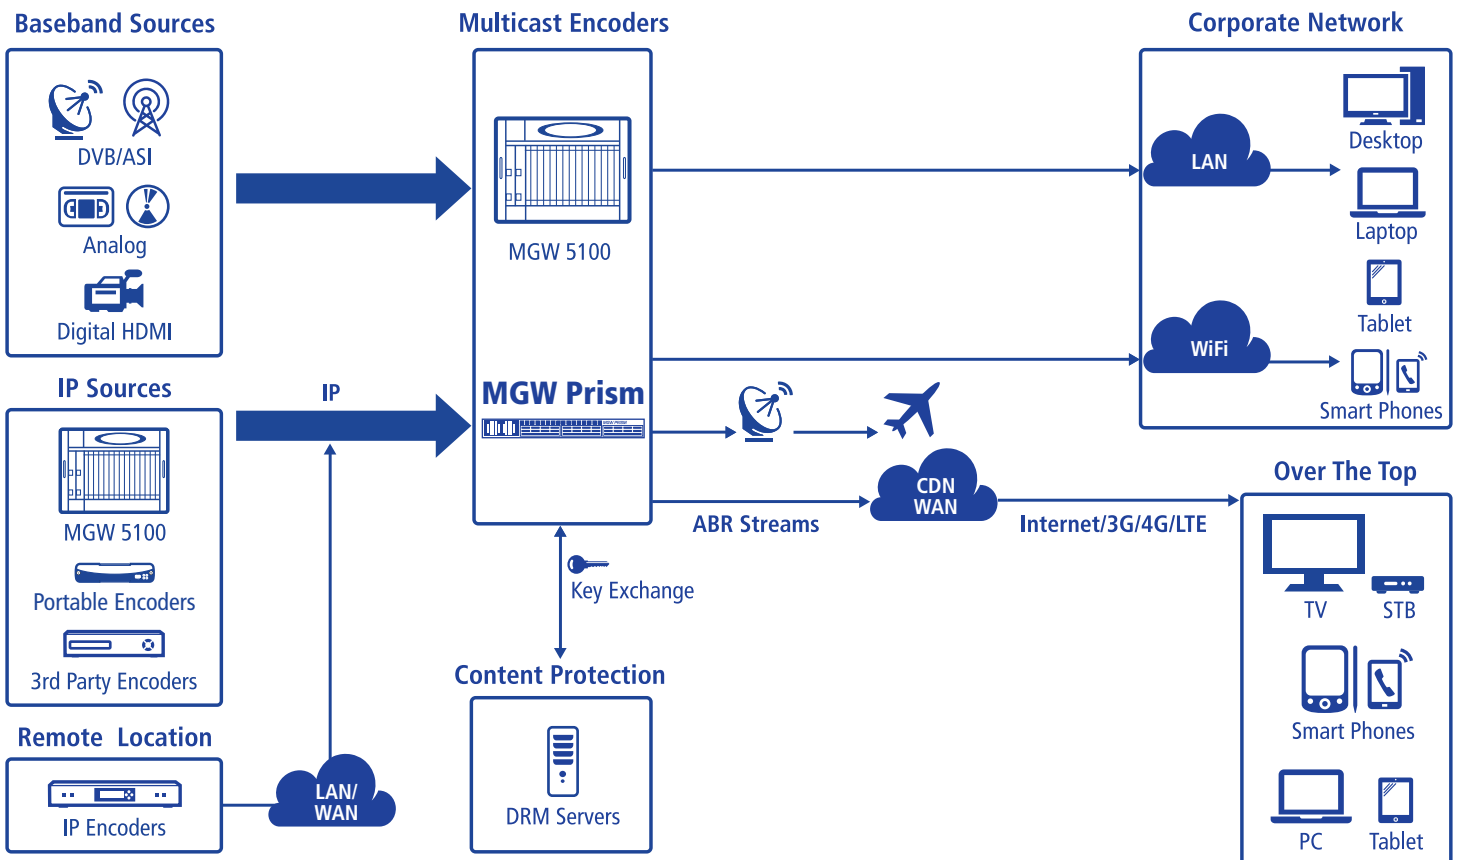 Baseband Sources
DVB/ASI
Analog
Digital HDMI
IP Sources
MGW 5100
Portable Encoders
3rd Party Encoders
Remote Location
IP Encoders
IP
LAN/
WAN
Multicast Encoders
MGW 5100
MGW Prism
MGW PRISM
Key Exchange
Content Protection
DRM Servers
ABR Streams
CDN
WAN
Internet/3G/4G/LTE
Corporate Network
LAN
WiFi
Desktop
Laptop
Tablet
Smart Phones
Over The Top
TV
STB
Smart Phones
PC
Tablet